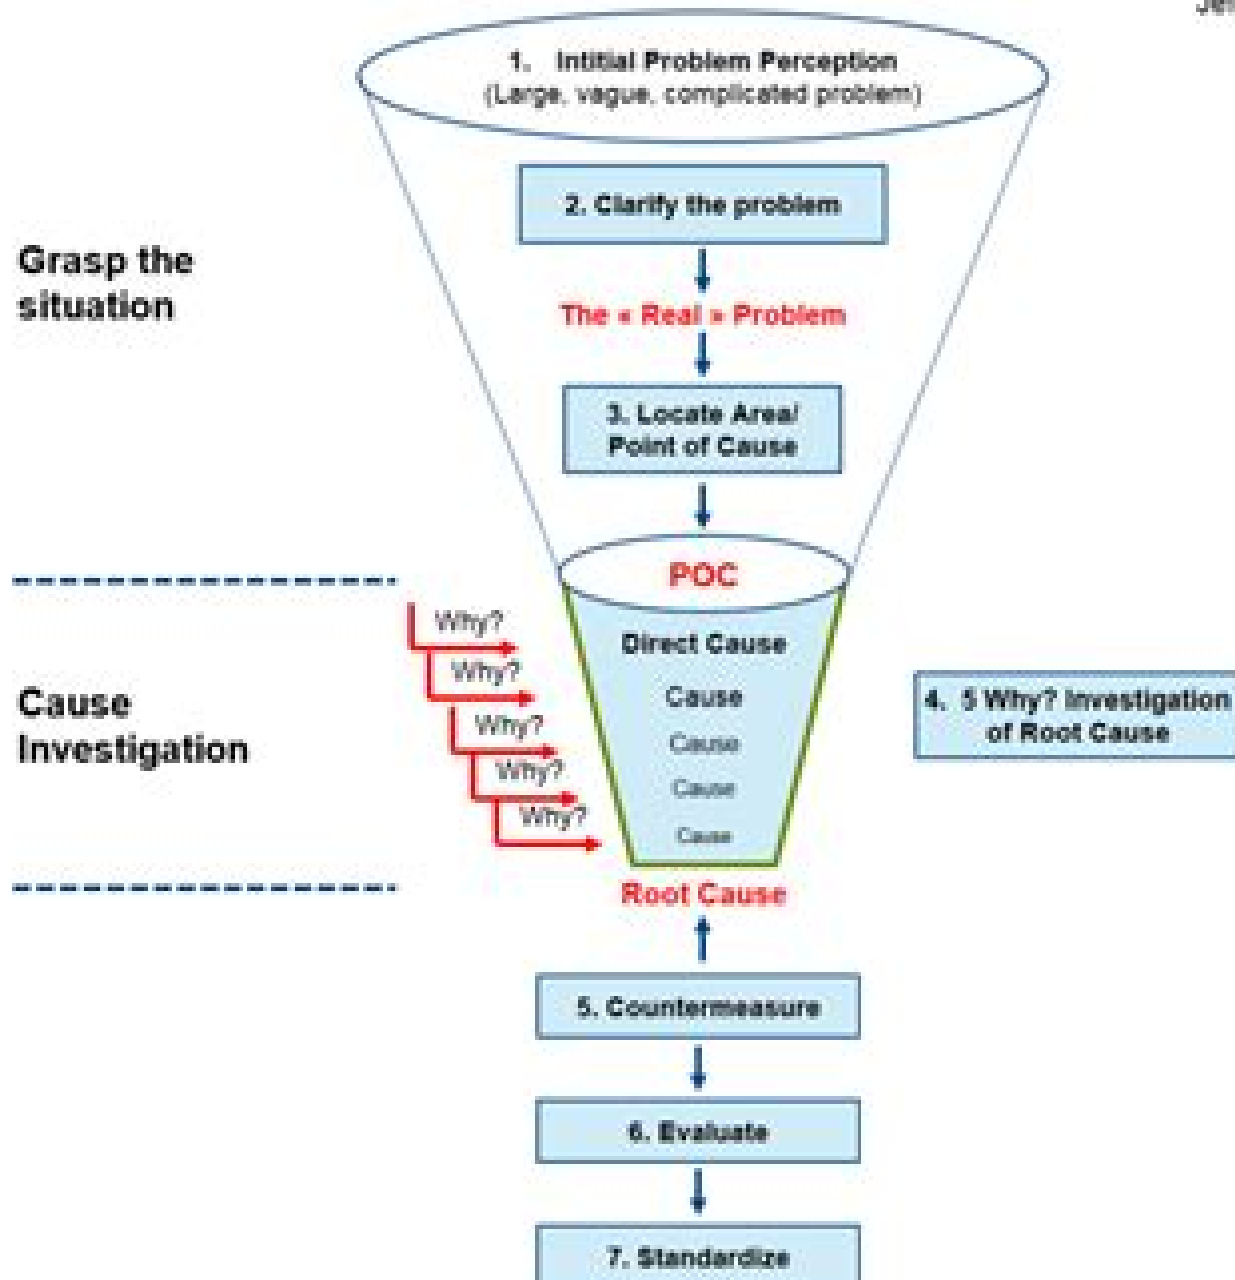 1. Intitial Problem Perception
(Large, vague, complicated problem)
2. Clarify the problem
Grasp the
situation
The « Real » Problem
3. Locate Area/
Point of Cause
POC
Why?
Direct Cause
Why?
Cause
Cause
Investigation
4. 5 Why? Investigation
of Root Cause
Why?
Cause
Why?
Cause
Why?
Cause
Root Cause
5. Countermeasure
6. Evaluate
7. Standardize